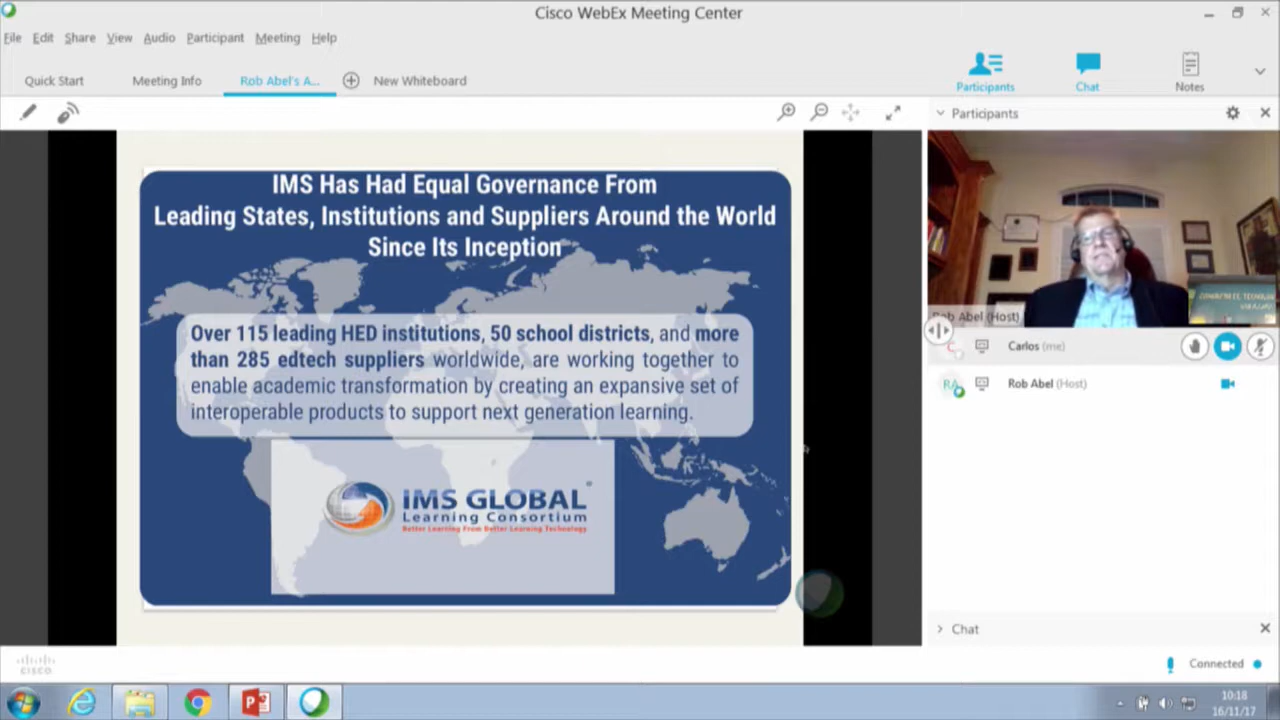 Cisco WebEx Meeting Center
File Edit Share View Audio Participant Meeting Help
Quick Start Meeting Info Rob Abel's A... New Whiteboard
Participants Chat Notes
Participants
IMS Has Had Equal Governance From
Leading States, Institutions and Suppliers Around the World
Since Its Inception
Over 115 leading HED institutions, 50 school districts, and more
than 285 edtech suppliers worldwide, are working together to
enable academic transformation by creating an expansive set of
interoperable products to support next generation learning.
IMS GLOBAL
Learning Consortium
Better Learning From Better Learning Technology
Rob Abel (Host)
Carlos (me)
RA Rob Abel (Host)
Chat
cisco
Connected
10:18
16/11/17